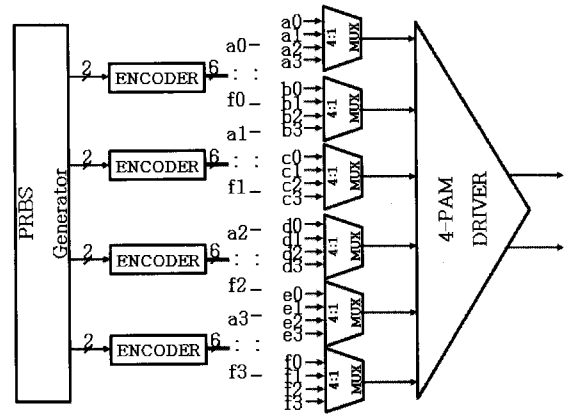 PRBS
Generator
2
ENCODER
6
a0
: :
f0
2
ENCODER
6
a1
: :
f1
2
ENCODER
6
a2
: :
f2
2
ENCODER
6
a3
: :
f3
a0
a1
a2
a3
4:1
MUX
b0
b1
b2
b3
4:1
MUX
c0
c1
c2
c3
4:1
MUX
d0
d1
d2
d3
4:1
MUX
e0
e1
e2
e3
4:1
MUX
f0
f1
f2
f3
4:1
MUX
4-PAM
DRIVER